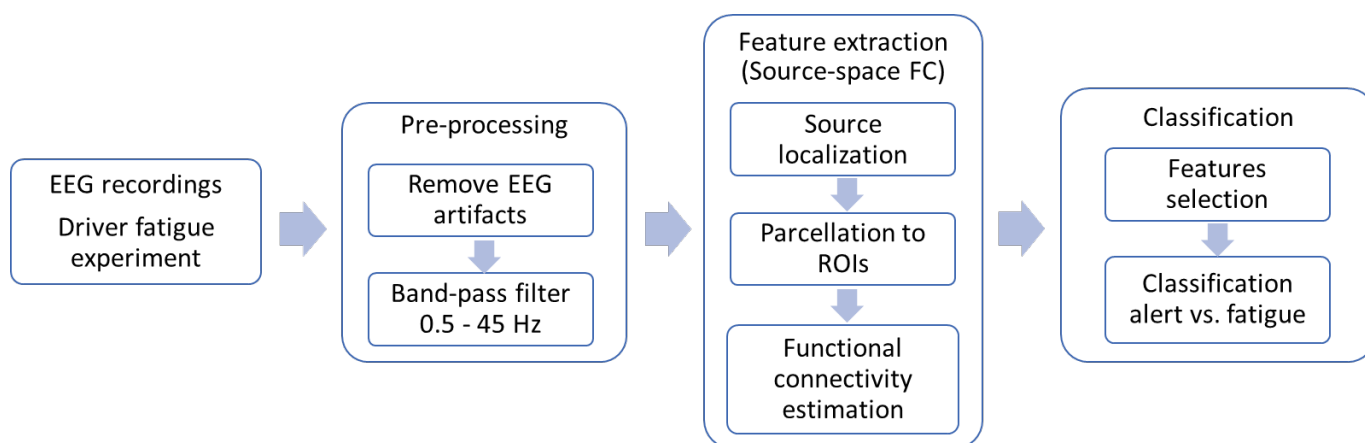 EEG recordings
Driver fatigue
experiment
Pre-processing
Remove EEG
artifacts
Band-pass filter
0.5 - 45 Hz
Feature extraction
(Source-space FC)
Source
localization
Parcellation to
ROIs
Functional
connectivity
estimation
Classification
Features
selection
Classification
alert vs. fatigue